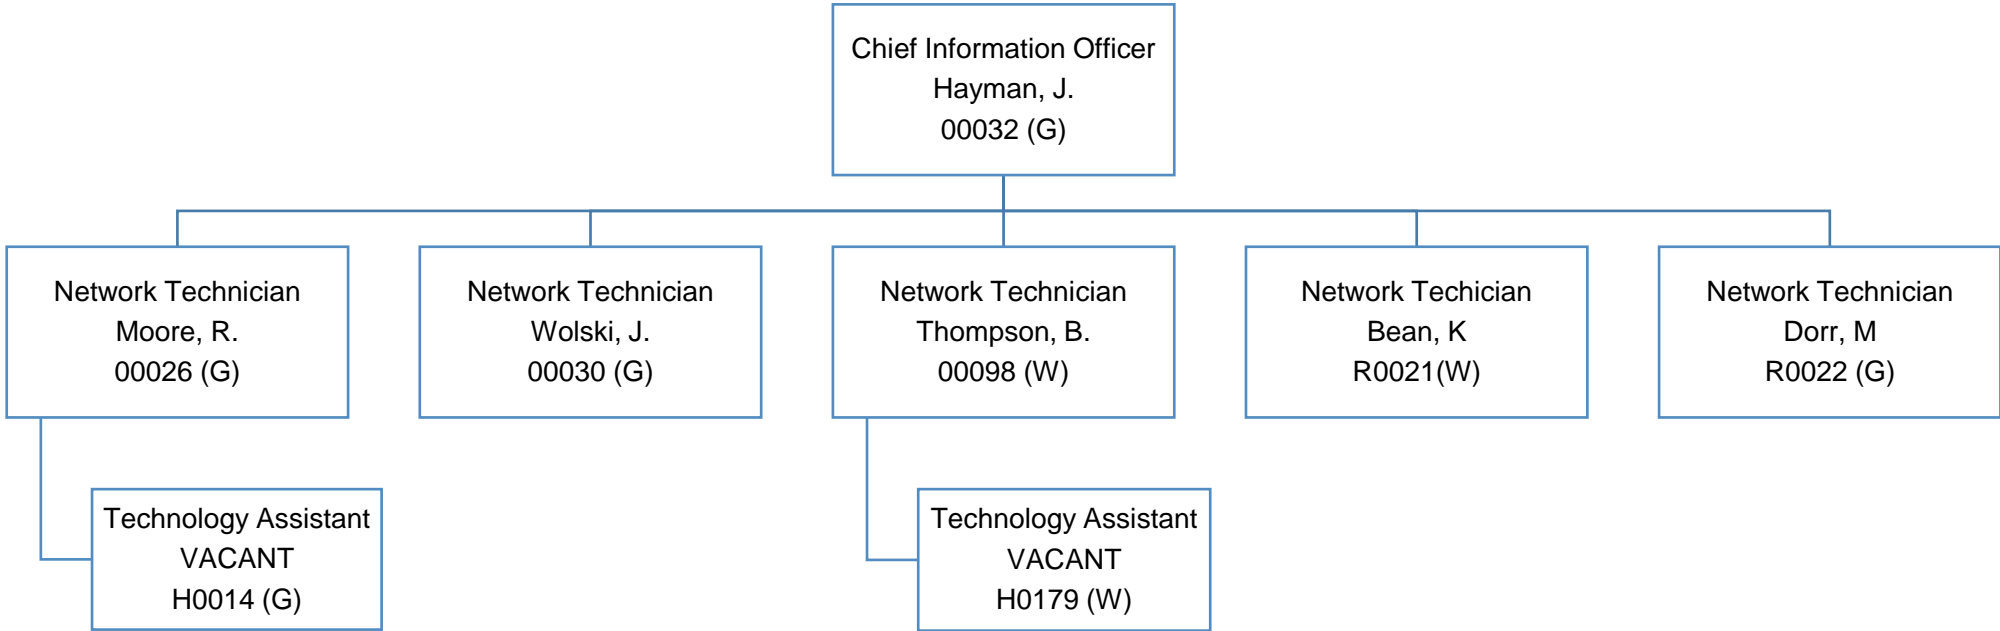 Chief Information Officer
Hayman, J.
00032 (G)
Network Technician
Moore, R.
00026 (G)
Network Technician
Wolski, J.
00030 (G)
Network Technician
Thompson, B.
00098 (W)
Network Techician
Bean, K
R0021(W)
Network Technician
Dorr, M
R0022 (G)
Technology Assistant
VACANT
H0014 (G)
Technology Assistant
VACANT
H0179 (W)